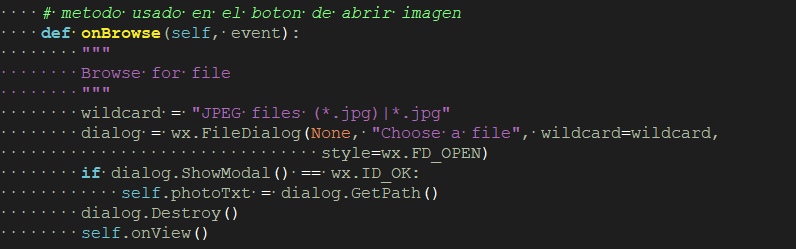 # metodo usado en el boton de abrir imagen
def onBrowse(self, event):
"""
Browse for file
"""
wildcard = "JPEG files (*.jpg)|*.jpg"
dialog = wx.FileDialog(None, "Choose a file", wildcard=wildcard,
style=wx.FD_OPEN)
if dialog.ShowModal() == wx.ID_OK:
self.photoTxt = dialog.GetPath()
dialog.Destroy()
self.onView()